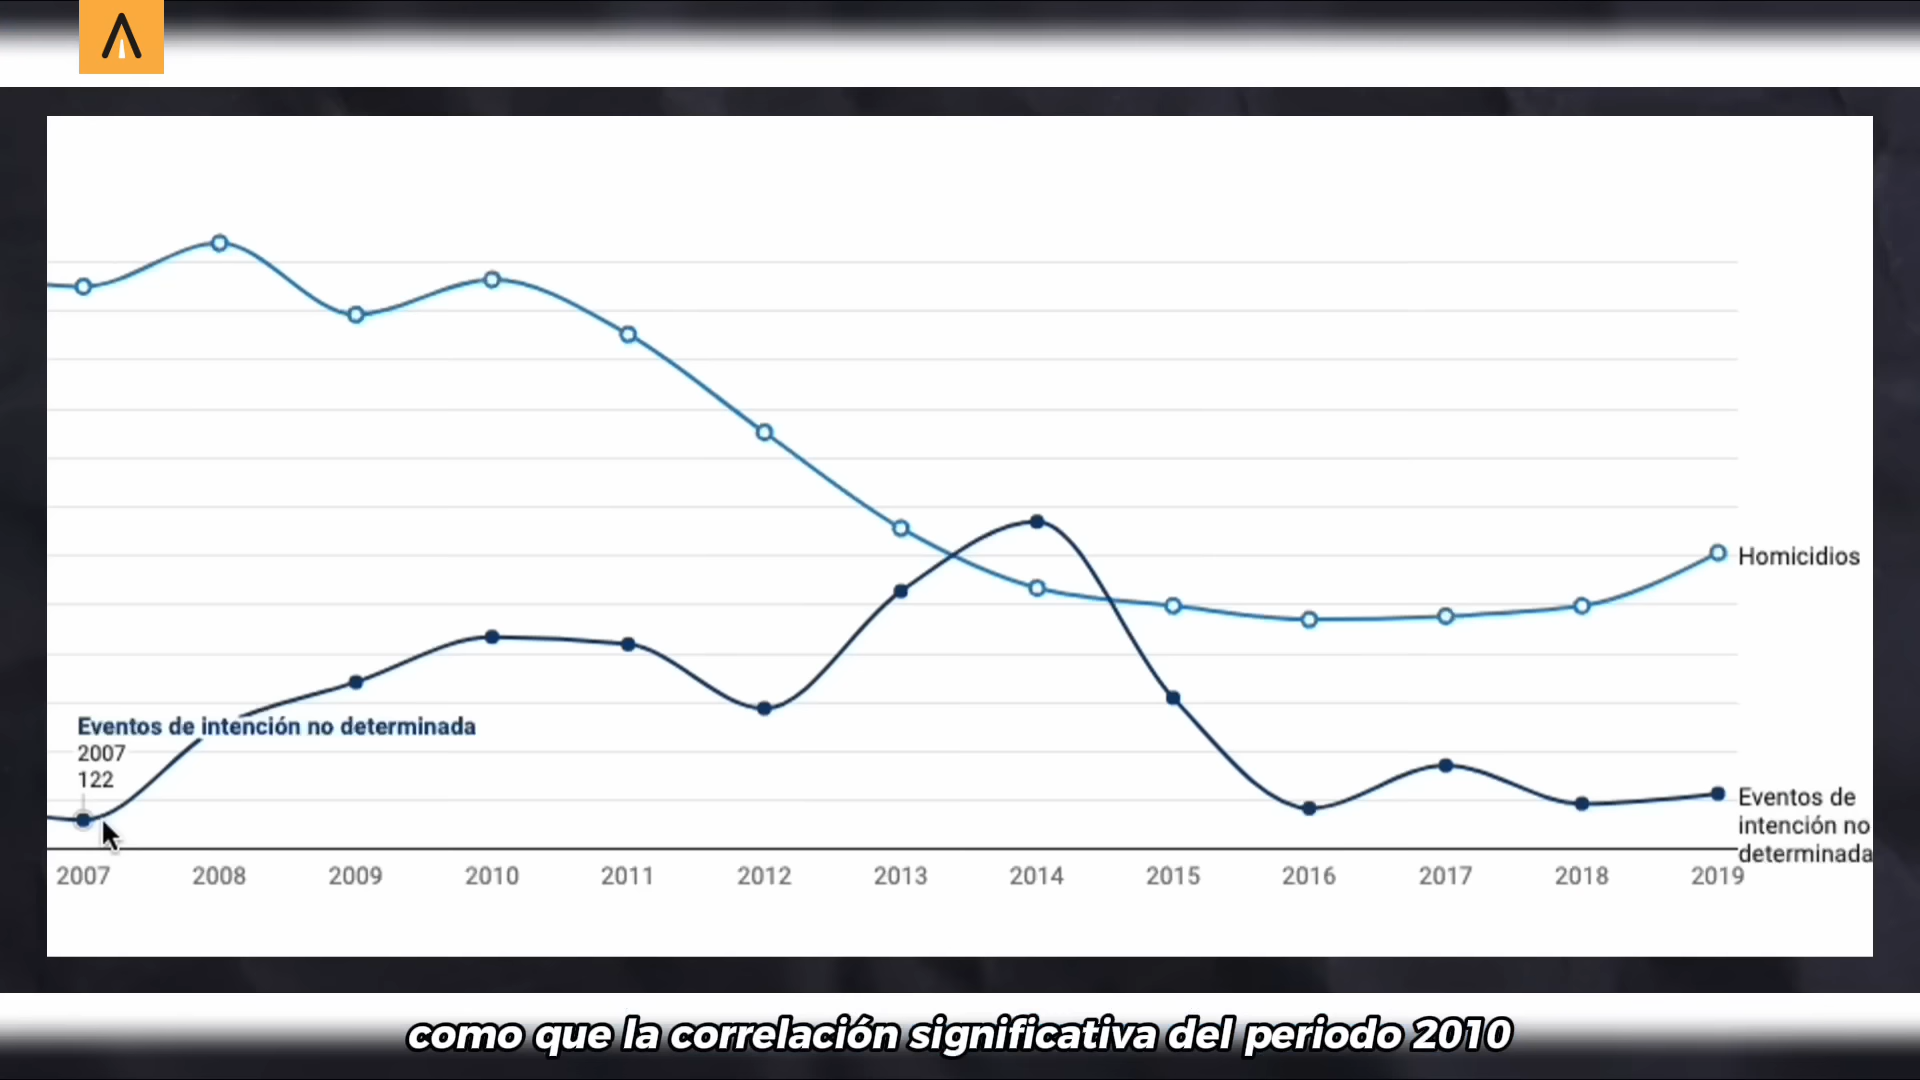 Homicidios
Eventos de intención no determinada
2007
122
Eventos de
intención no
determinada
2007 2008 2009 2010 2011 2012 2013 2014 2015 2016 2017 2018 2019
como que la correlación significativa del periodo 2010